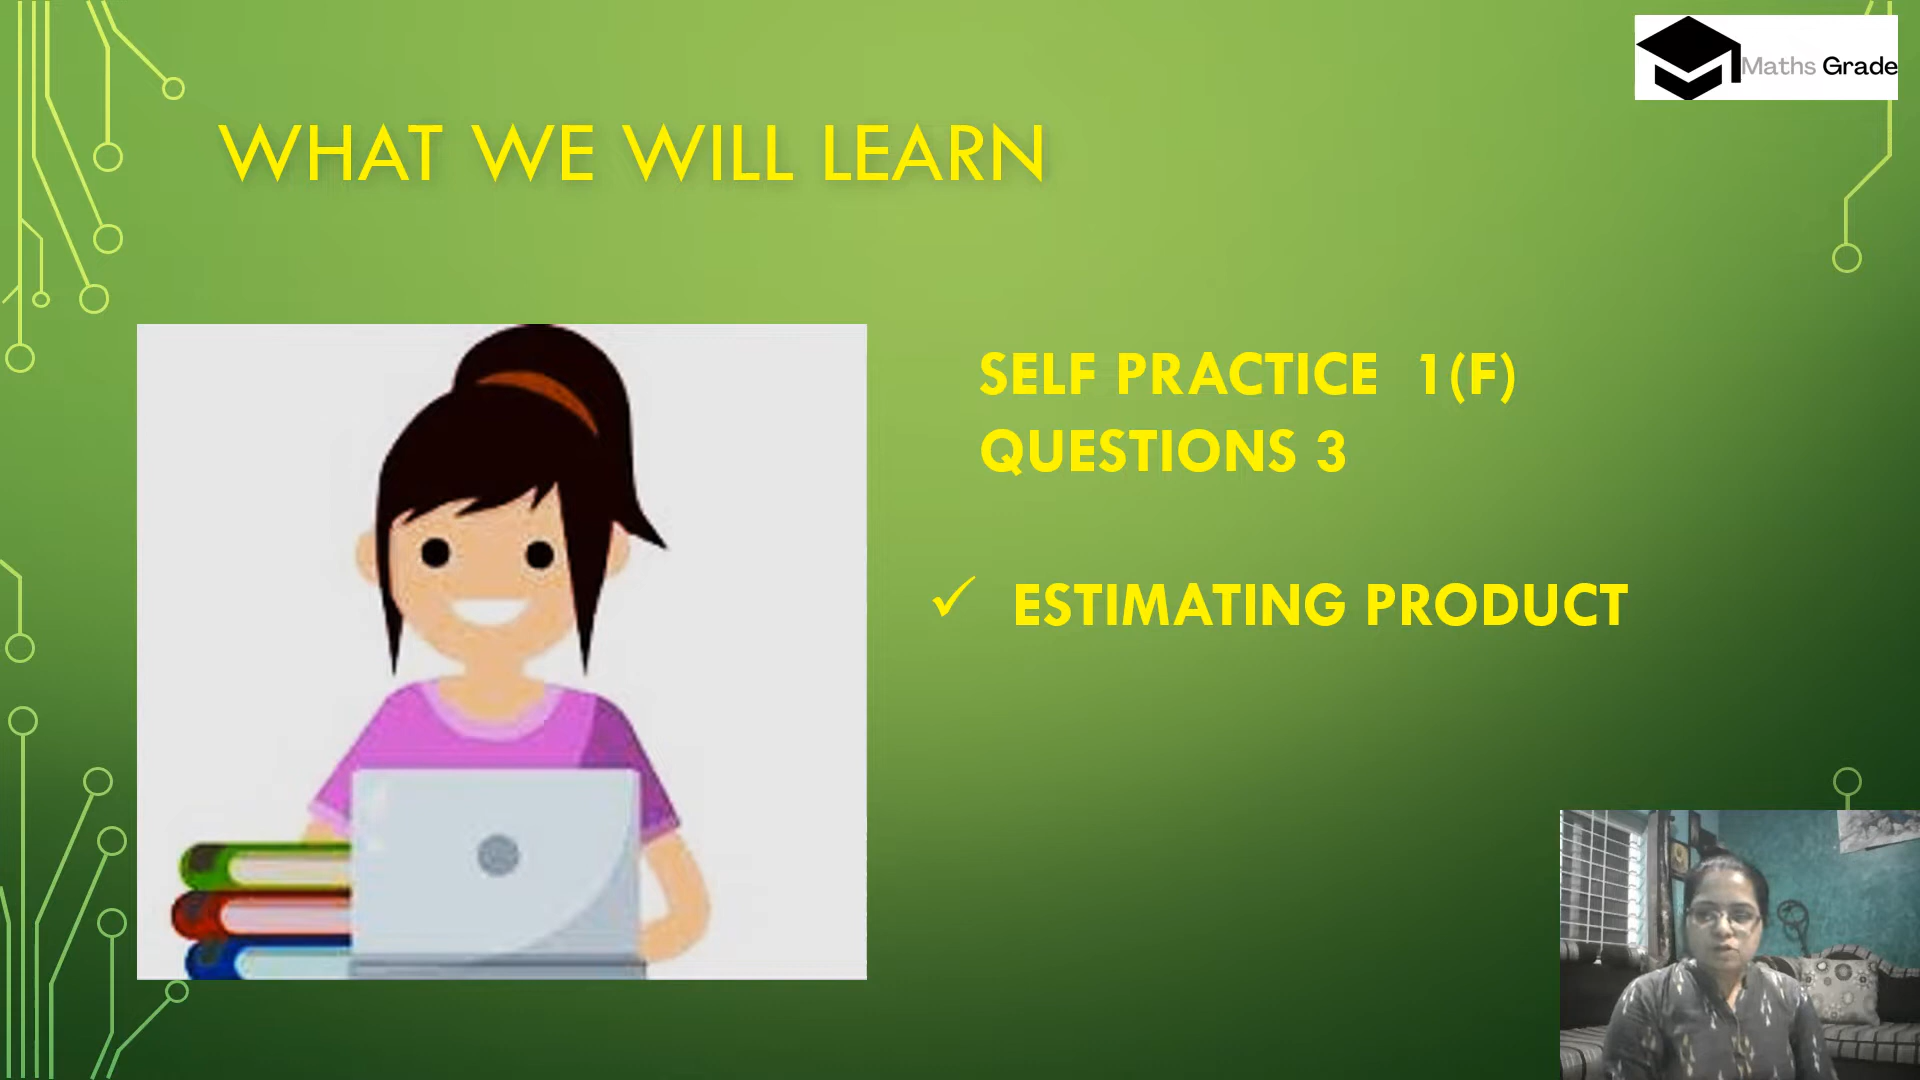 Maths Grade
WHAT WE WILL LEARN
SELF PRACTICE 1(F)
QUESTIONS 3
✓ ESTIMATING PRODUCT